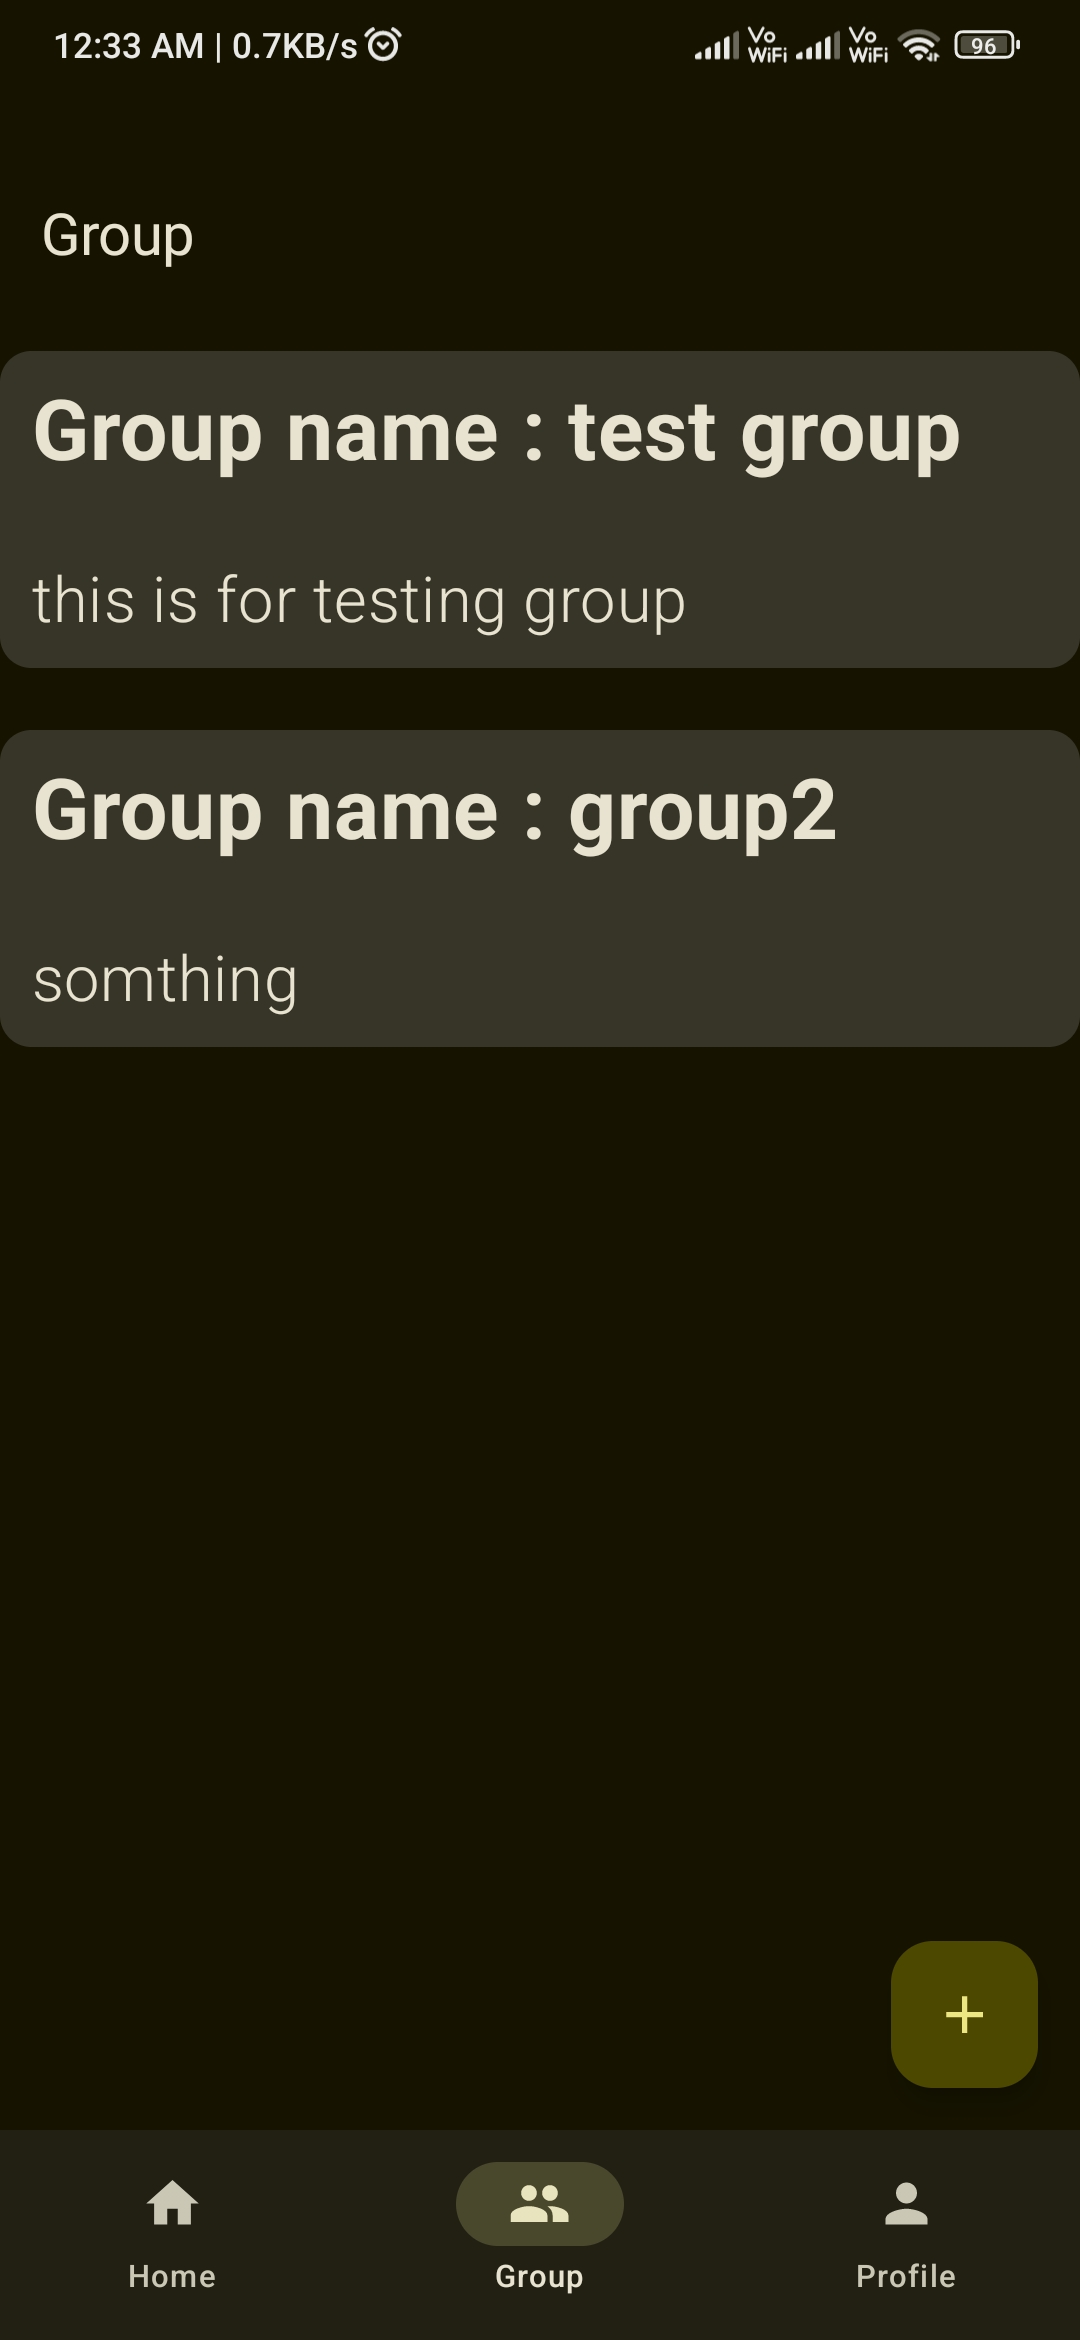 12:33 AM | 0.7KB/s Vo WiFi Vo WiFi 96
Group
Group name : test group
this is for testing group
Group name : group2
somthing
+
Home Group Profile